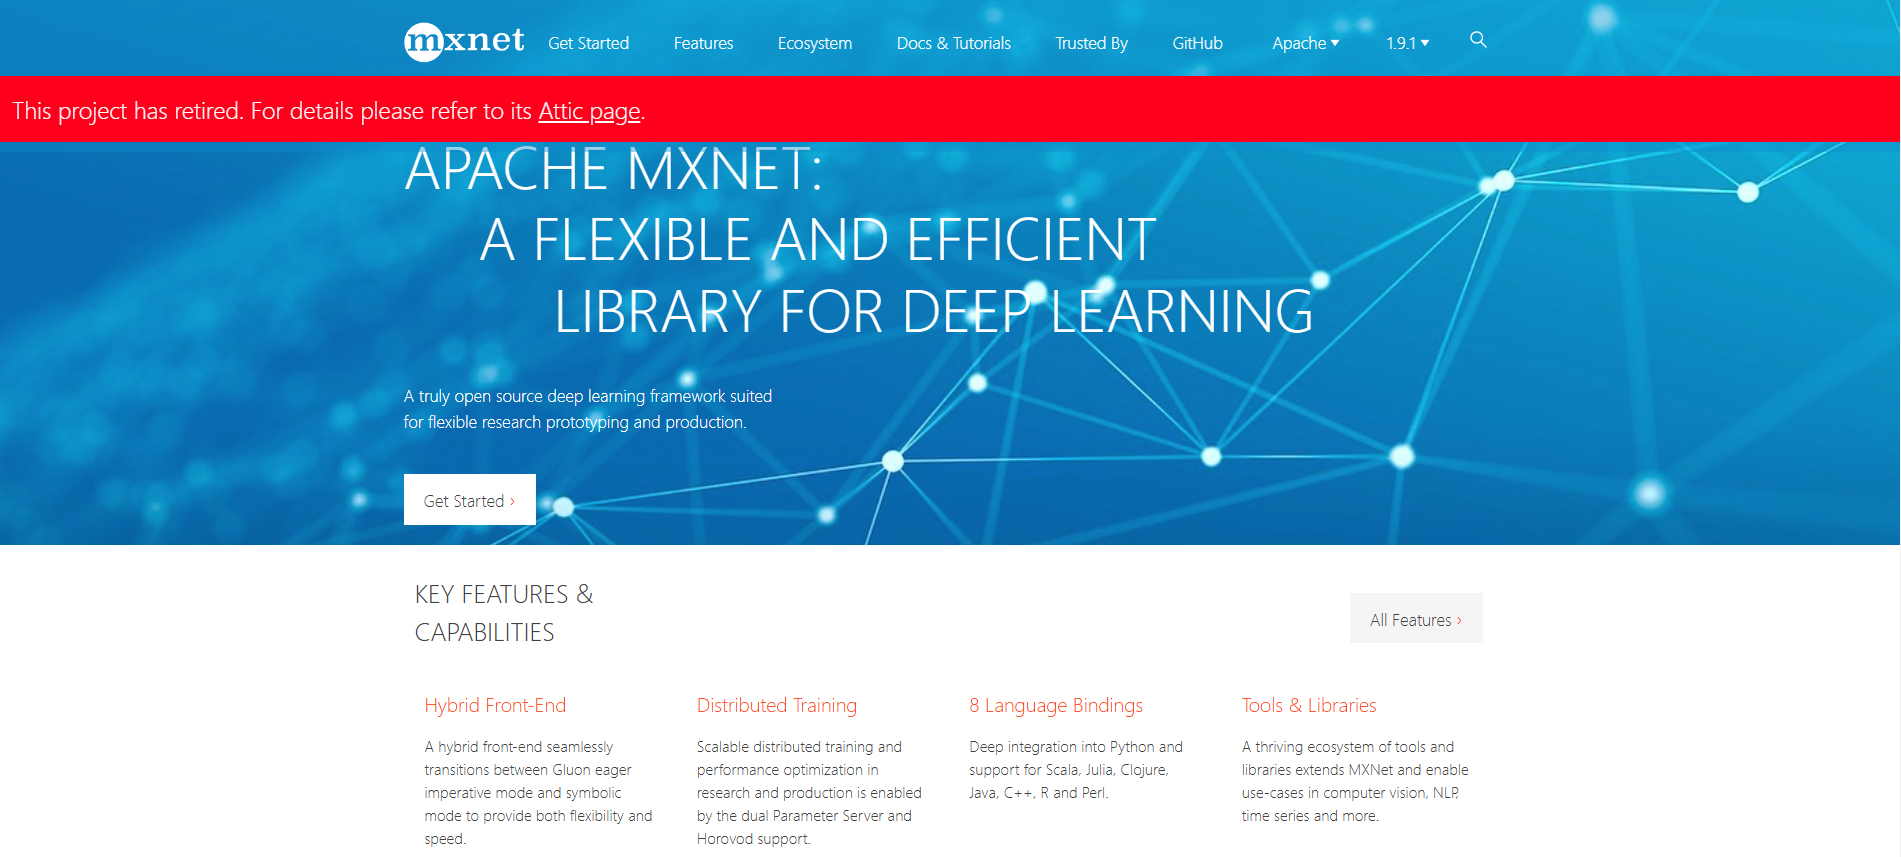 mxnet Get Started Features Ecosystem Docs & Tutorials Trusted By GitHub Apache 1.9.1
This project has retired. For details please refer to its Attic page.
APACHE MXNET:
A FLEXIBLE AND EFFICIENT
LIBRARY FOR DEEP LEARNING
A truly open source deep learning framework suited
for flexible research prototyping and production.
Get Started ›
KEY FEATURES &
CAPABILITIES
All Features ›
Hybrid Front-End
A hybrid front-end seamlessly
transitions between Gluon eager
imperative mode and symbolic
mode to provide both flexibility and
speed.
Distributed Training
Scalable distributed training and
performance optimization in
research and production is enabled
by the dual Parameter Server and
Horovod support.
8 Language Bindings
Deep integration into Python and
support for Scala, Julia, Clojure,
Java, C++, R and Perl.
Tools & Libraries
A thriving ecosystem of tools and
libraries extends MXNet and enable
use-cases in computer vision, NLP,
time series and more.